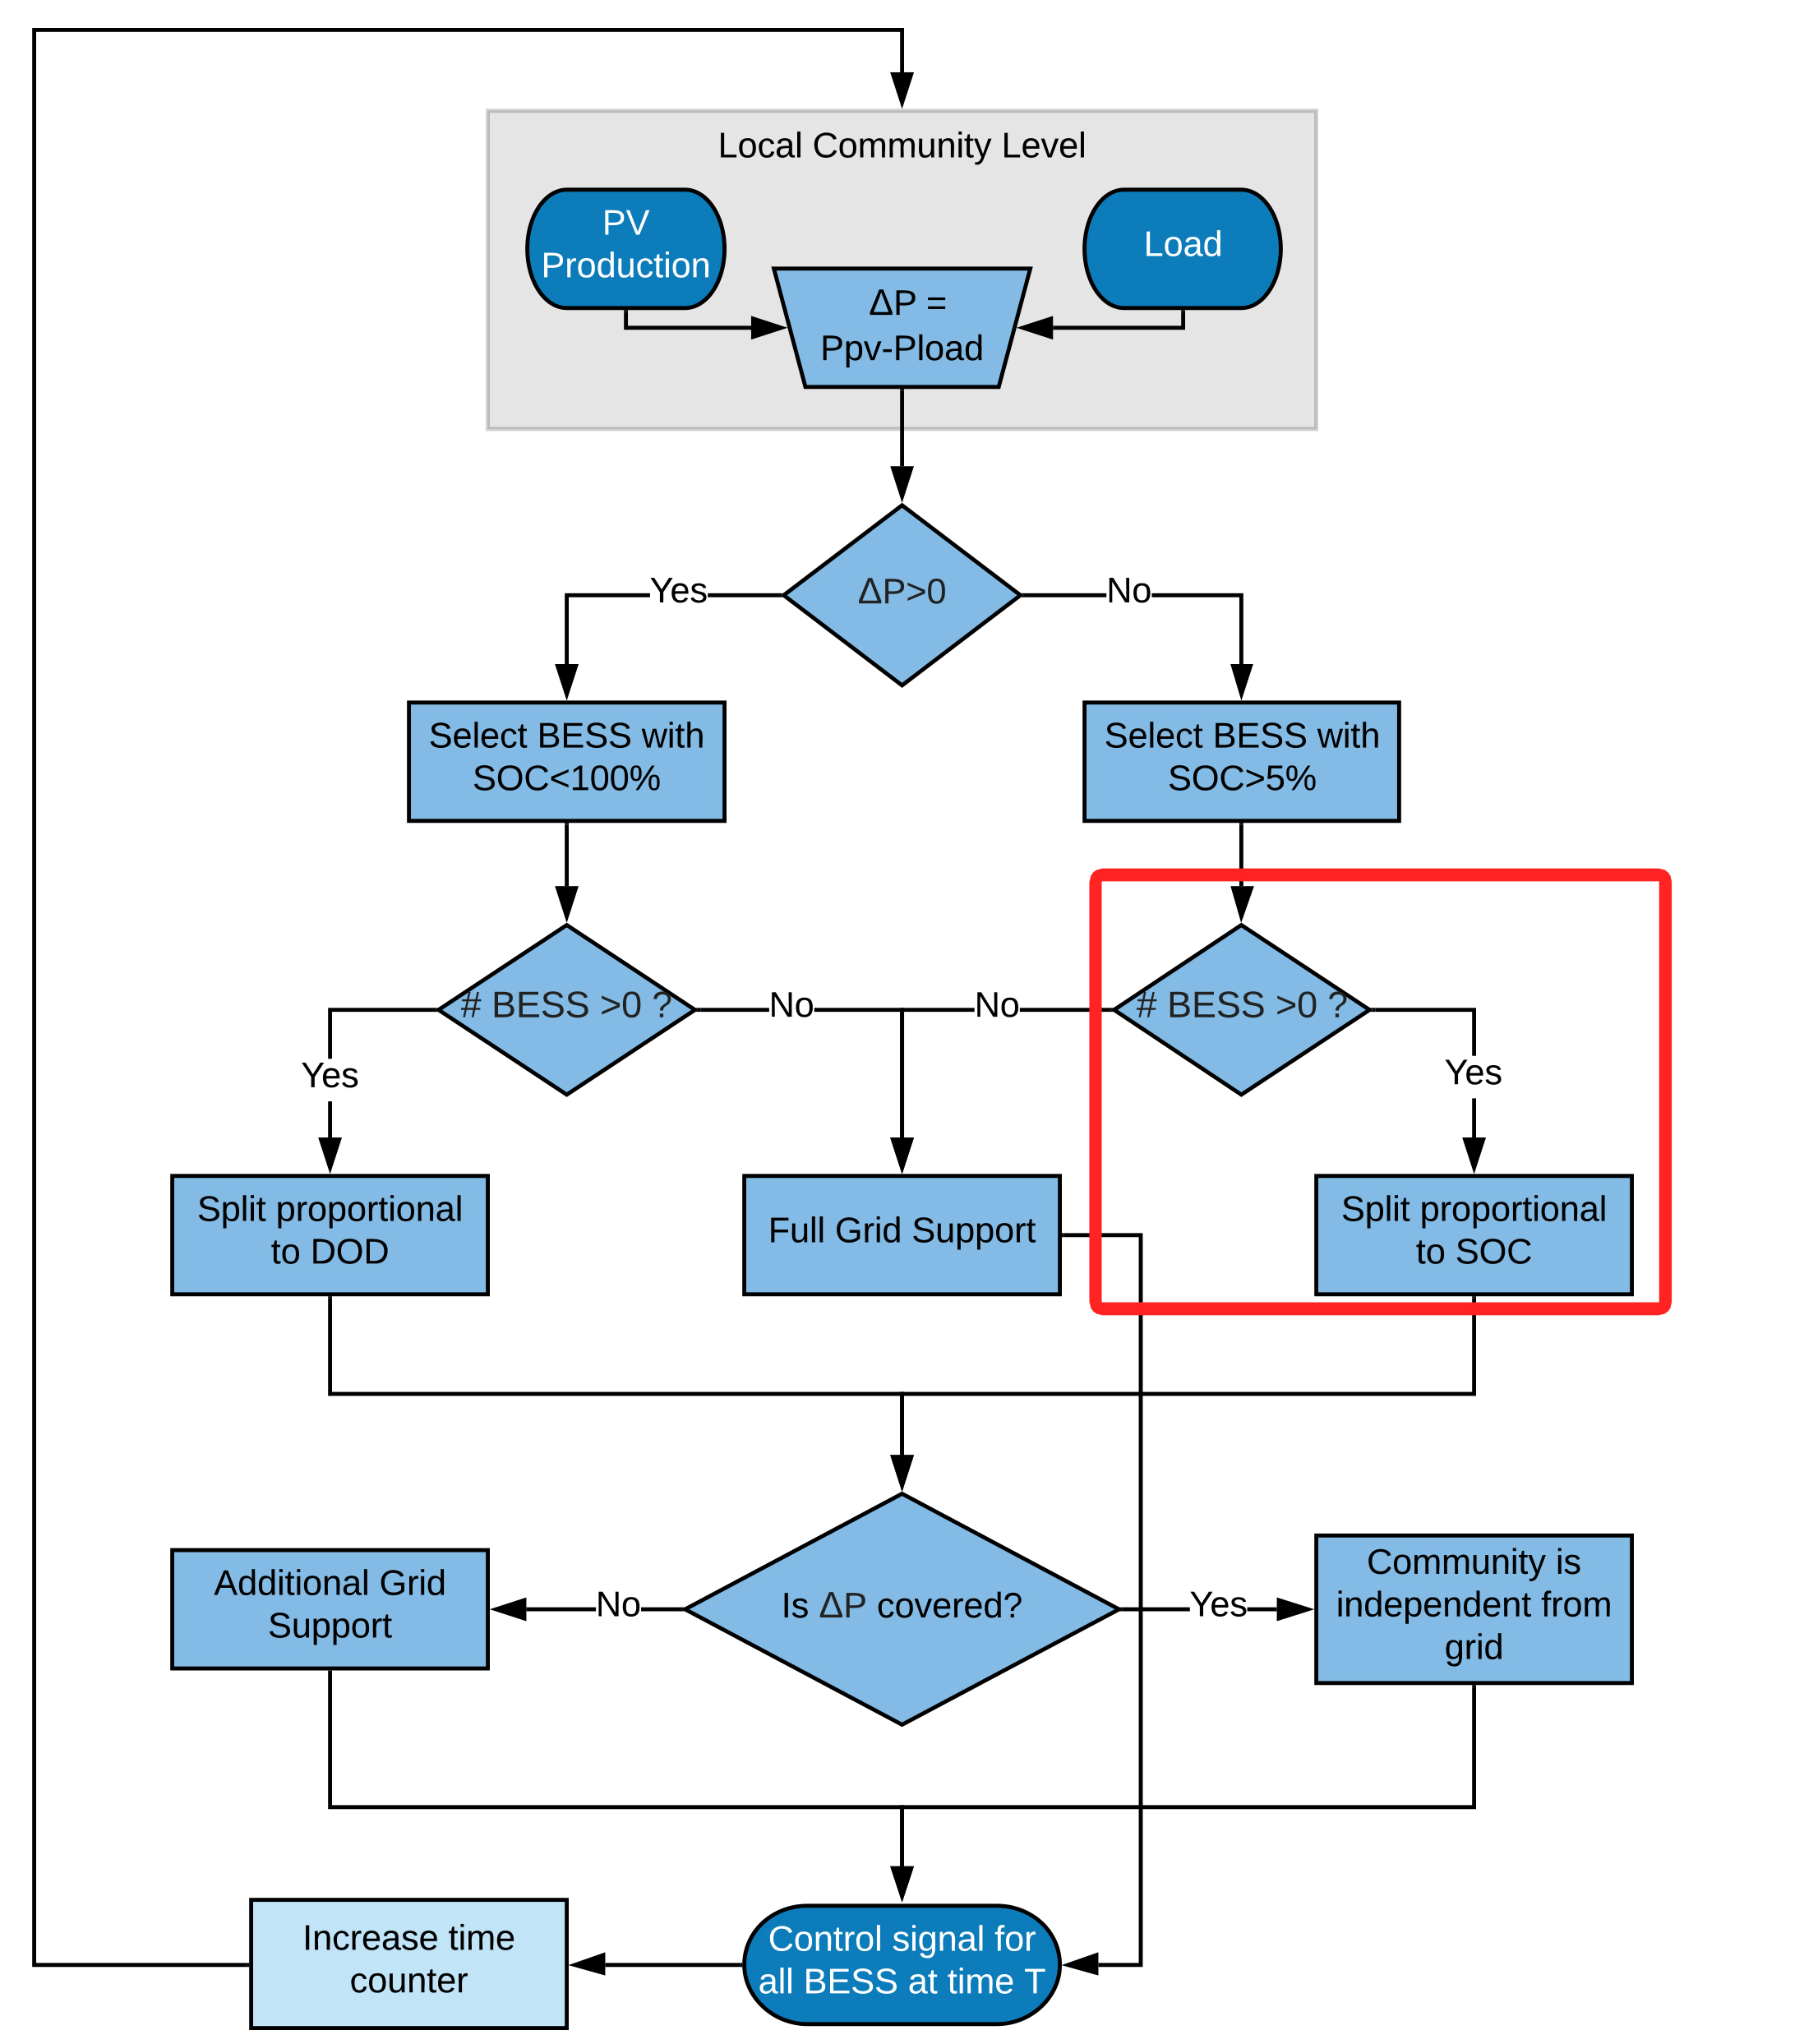 Local Community Level
PV
Production
Load
ΔP =
Ppv-Pload
ΔP>0
Yes
No
Select BESS with
SOC<100%
Select BESS with
SOC>5%
# BESS >0 ?
No
No
# BESS >0 ?
Yes
Yes
Split proportional
to DOD
Full Grid Support
Split proportional
to SOC
Additional Grid
Support
No
Is ΔP covered?
Yes
Community is
independent from
grid
Increase time
counter
Control signal for
all BESS at time T